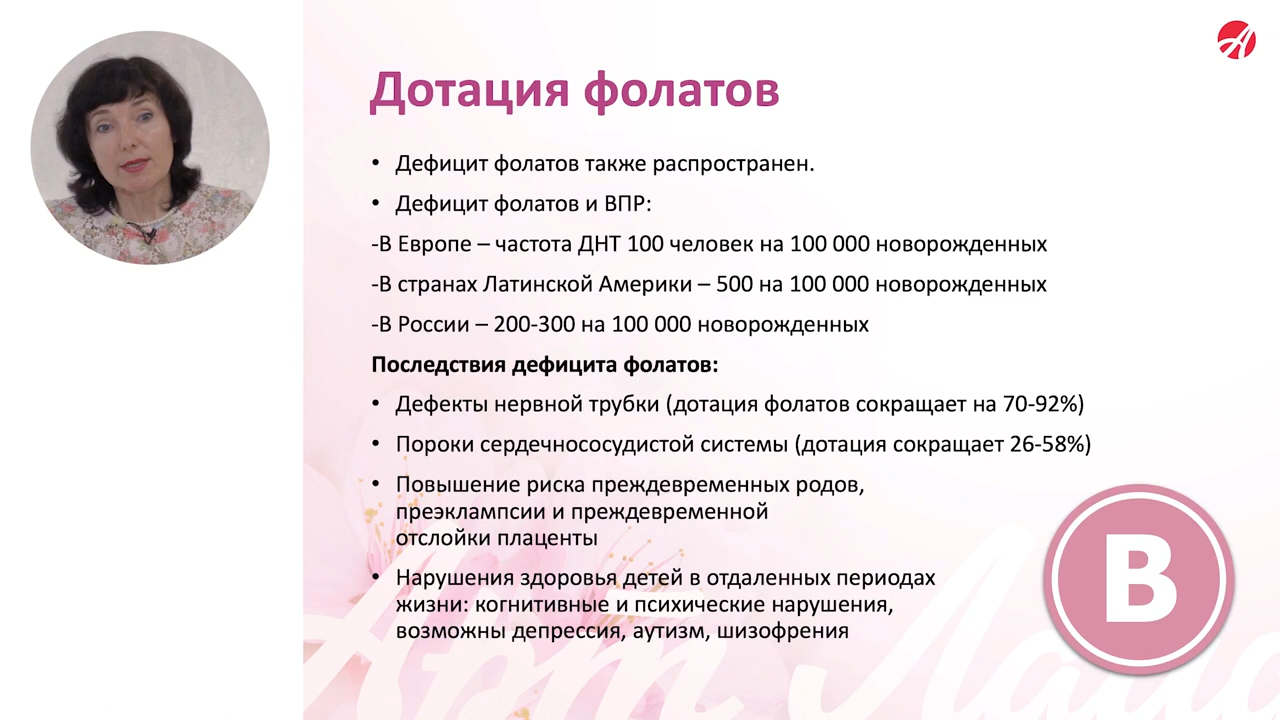 Дотация фолатов
• Дефицит фолатов также распространен.
• Дефицит фолатов и ВПР:
-В Европе – частота ДНТ 100 человек на 100 000 новорожденных
-В странах Латинской Америки – 500 на 100 000 новорожденных
-В России – 200-300 на 100 000 новорожденных
Последствия дефицита фолатов:
• Дефекты нервной трубки (дотация фолатов сокращает на 70-92%)
• Пороки сердечнососудистой системы (дотация сокращает 26-58%)
• Повышение риска преждевременных родов,
преэклампсии и преждевременной
отслойки плаценты
• Нарушения здоровья детей в отдаленных периодах
жизни: когнитивные и психические нарушения,
возможны депрессия, аутизм, шизофрения
В
Арт Лайф